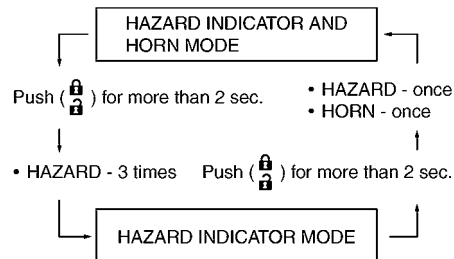 HAZARD INDICATOR AND
HORN MODE
Push ( ) for more than 2 sec.
• HAZARD - once
• HORN - once
• HAZARD - 3 times
Push ( ) for more than 2 sec.
HAZARD INDICATOR MODE